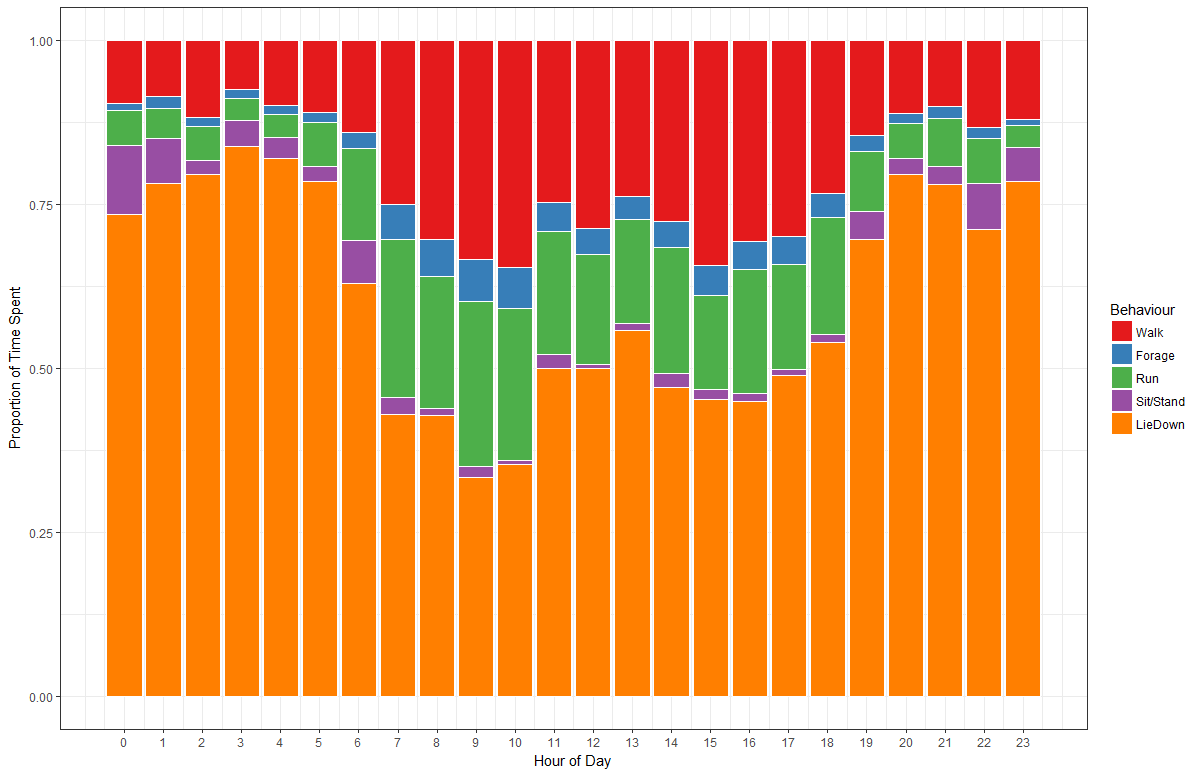 1.00
0.75
0.50
0.25
0.00
Proportion of Time Spent
0 1 2 3 4 5 6 7 8 9 10 11 12 13 14 15 16 17 18 19 20 21 22 23
Hour of Day
Behaviour
Walk
Forage
Run
Sit/Stand
LieDown